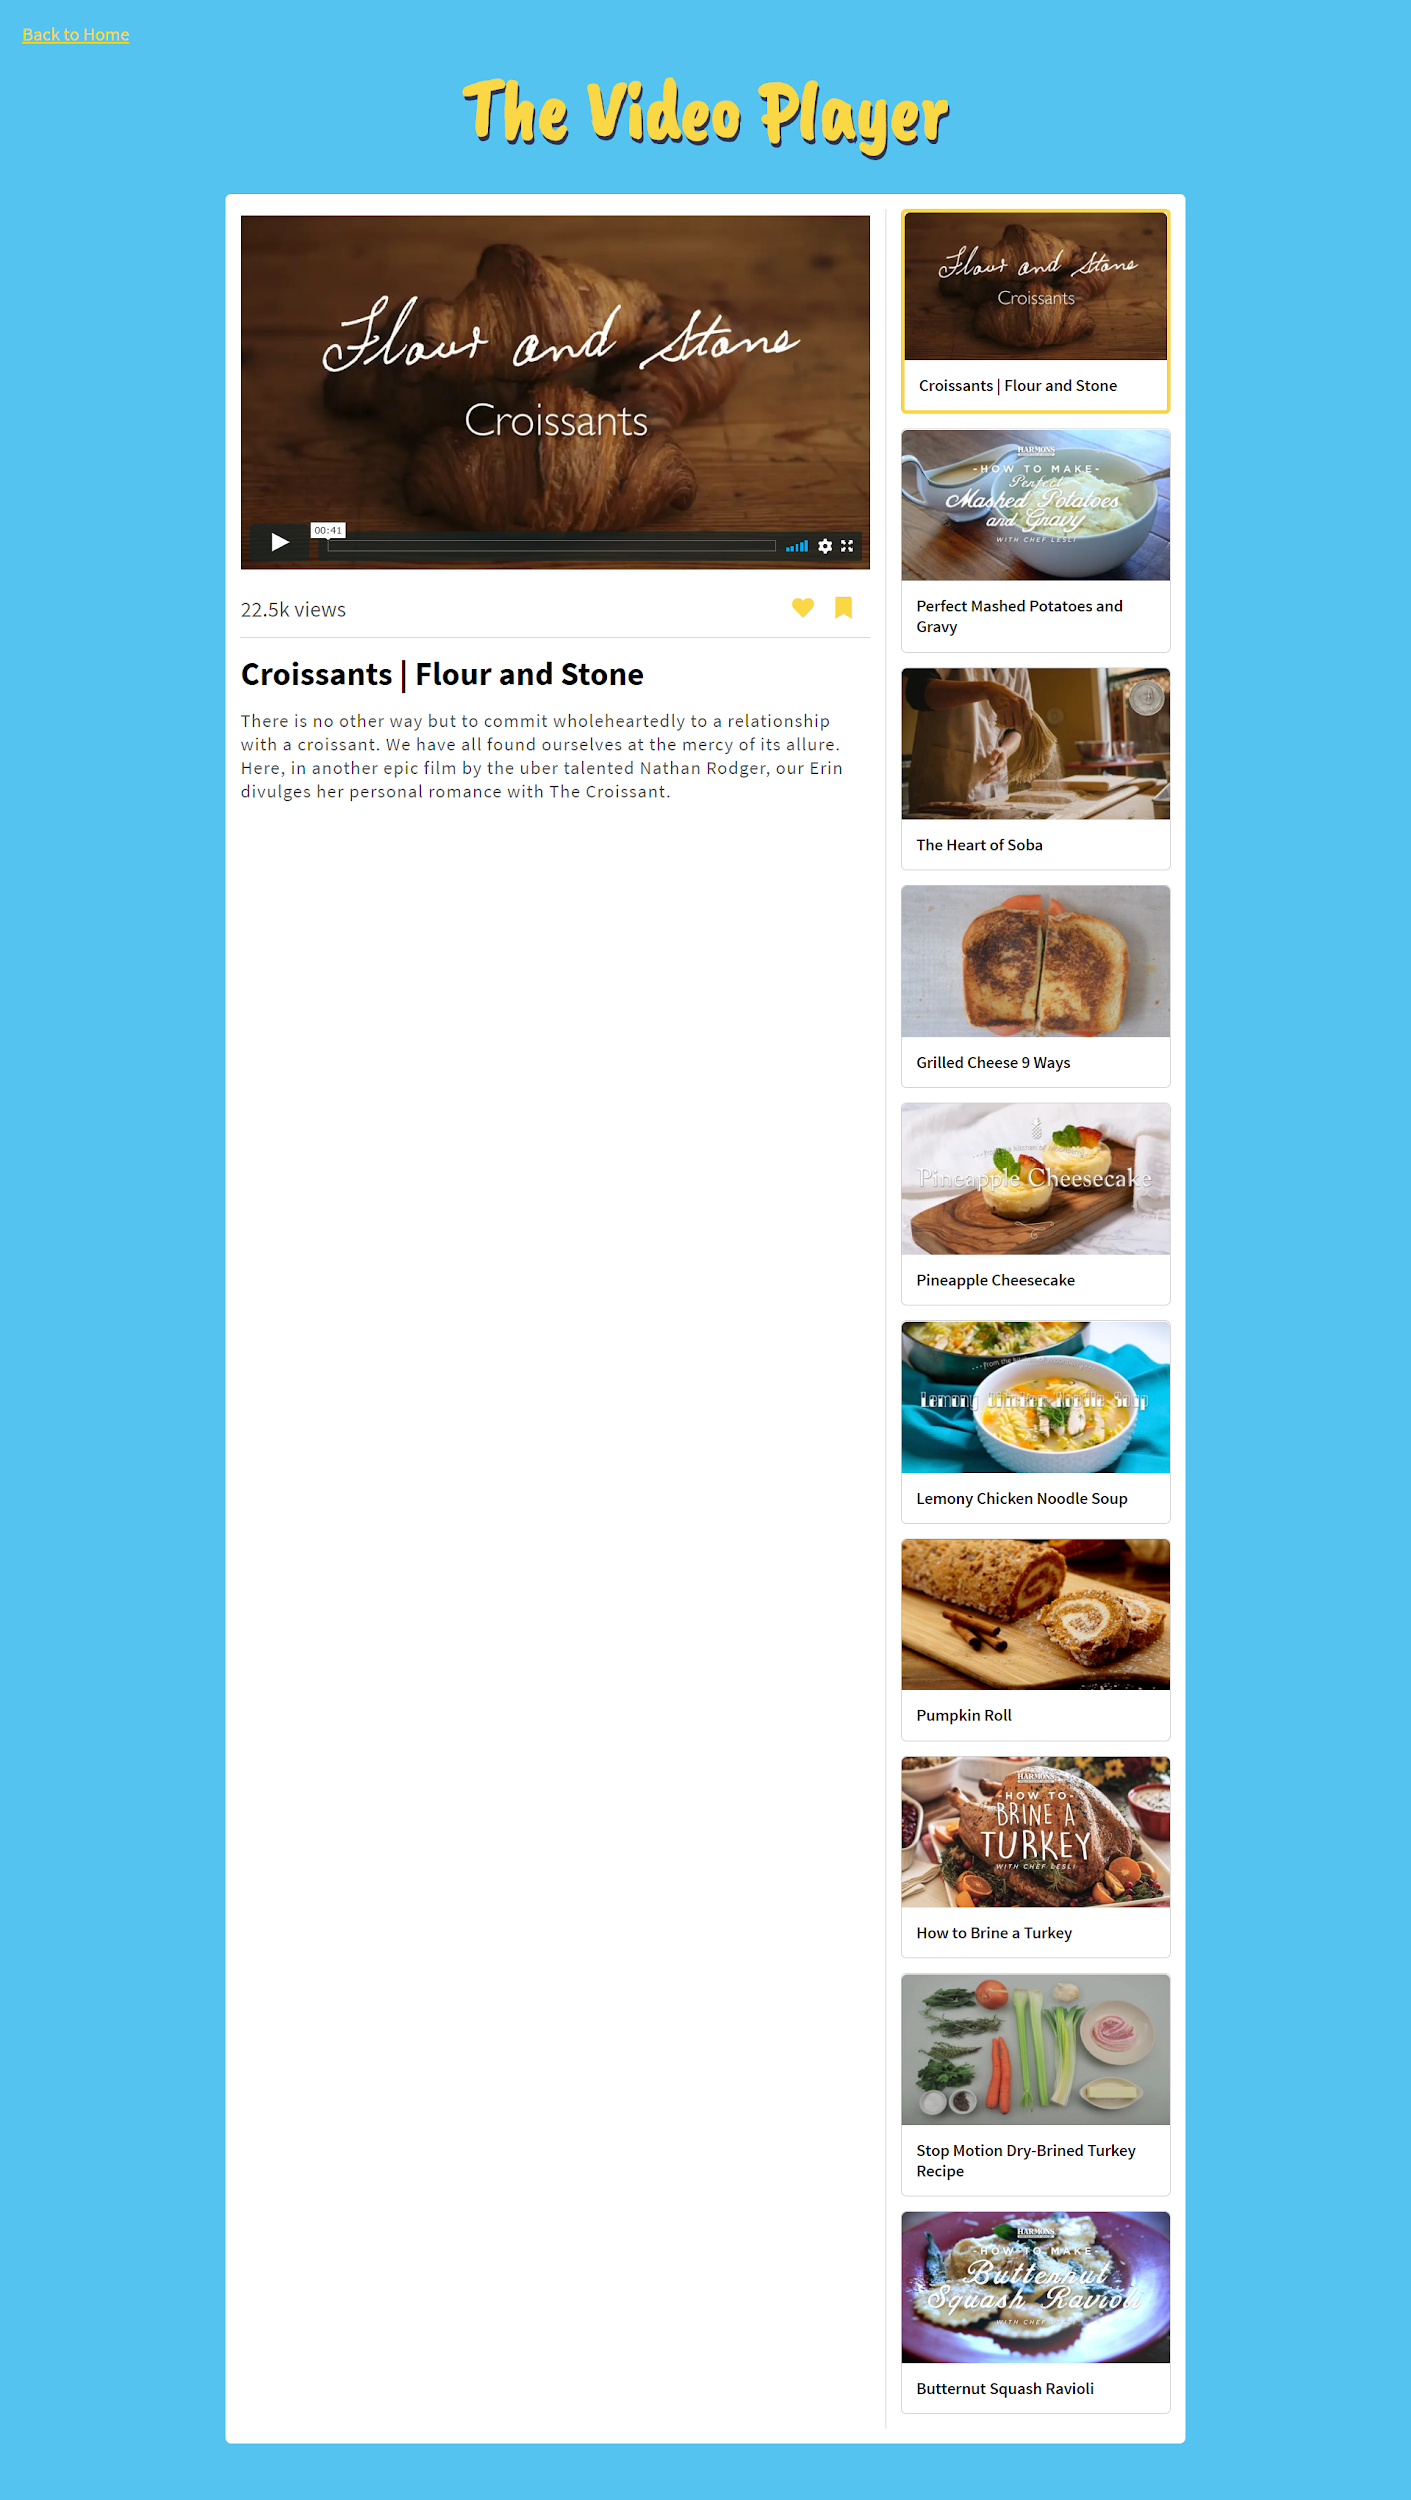 Back to Home
The Video Player
Flour and Stone
Croissants
00:41
22.5k views
Croissants | Flour and Stone
There is no other way but to commit wholeheartedly to a relationship
with a croissant. We have all found ourselves at the mercy of its allure.
Here, in another epic film by the uber talented Nathan Rodger, our Erin
divulges her personal romance with The Croissant.
Flour and Stone
Croissants
Croissants | Flour and Stone
HARMONS
-HOW TO MAKE-
Perfect
Mashed Potatoes
and Gravy
WITH CHEF LESLI
Perfect Mashed Potatoes and
Gravy
The Heart of Soba
Grilled Cheese 9 Ways
Pineapple Cheesecake
Pineapple Cheesecake
Lemony Chicken Noodle Soup
Lemony Chicken Noodle Soup
Pumpkin Roll
HARMONS
-HOW TO-
BRINE A
TURKEY
WITH CHEF LESLI
How to Brine a Turkey
Stop Motion Dry-Brined Turkey
Recipe
HARMONS
-HOW TO MAKE-
Butternut
Squash Ravioli
WITH CHEF
Butternut Squash Ravioli